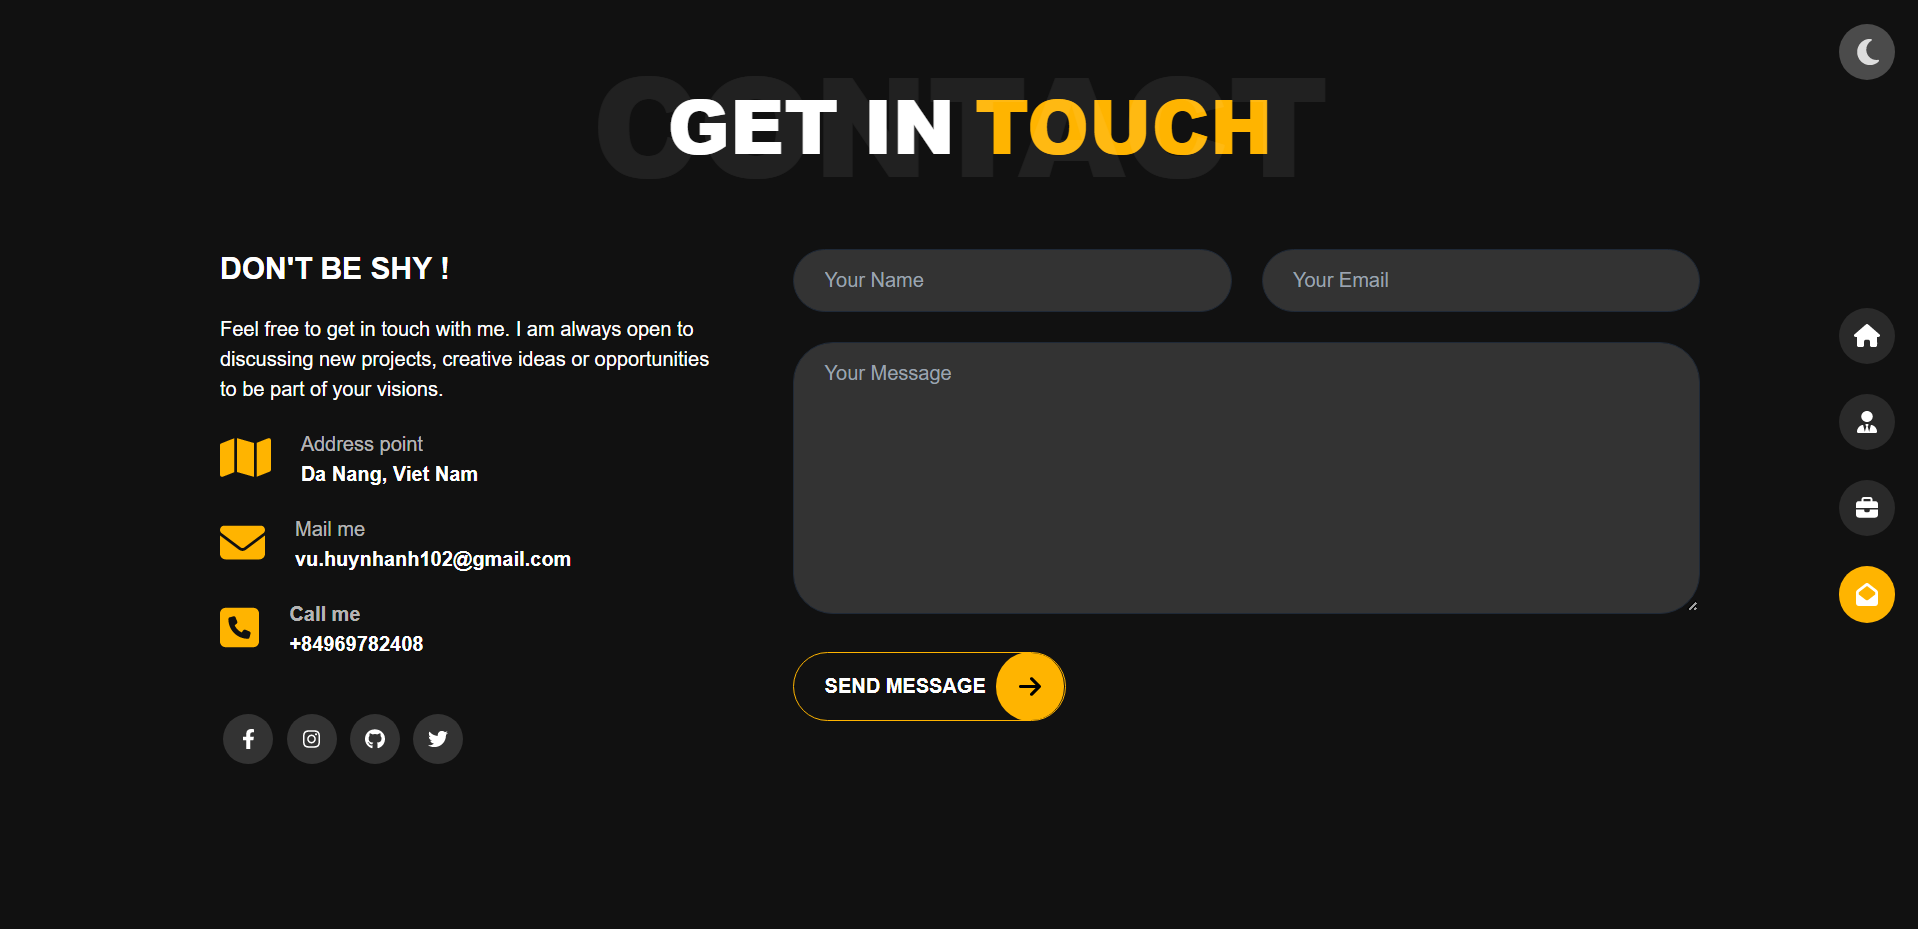 CONTACT
GET IN TOUCH
DON'T BE SHY !
Feel free to get in touch with me. I am always open to
discussing new projects, creative ideas or opportunities
to be part of your visions.
Address point
Da Nang, Viet Nam
Mail me
vu.huynhanh102@gmail.com
Call me
+84969782408
Your Name
Your Email
Your Message
SEND MESSAGE